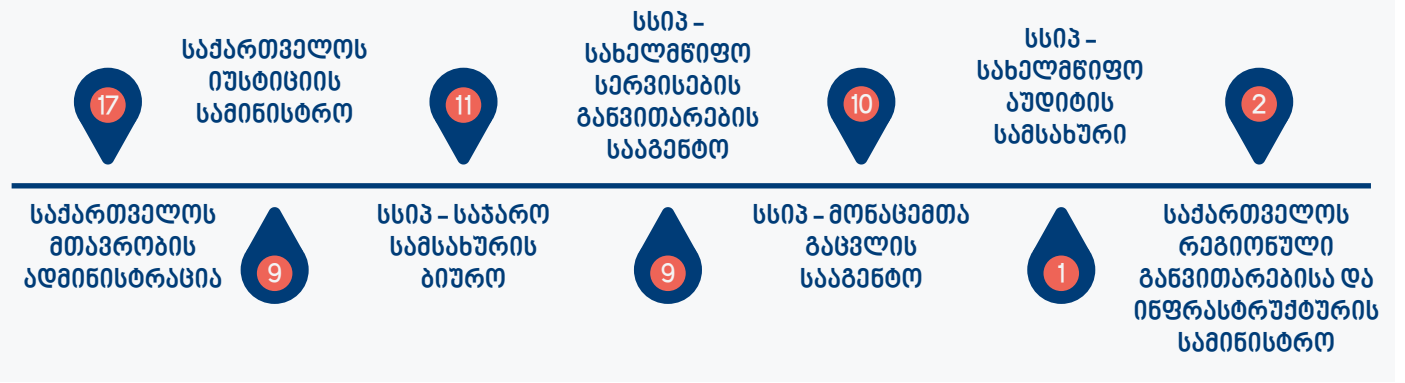 17
საქართველოს
მთავრობის
ადმინისტრაცია
საქართველოს
იუსტიციის
სამინისტრო
9
11
სსიპ – საჯარო
სამსახურის
ბიურო
სსიპ –
სახელმწიფო
სერვისების
განვითარების
სააგენტო
9
10
სსიპ – მონაცემთა
გაცვლის
სააგენტო
სსიპ –
სახელმწიფო
აუდიტის
სამსახური
1
2
საქართველოს
რეგიონული
განვითარებისა და
ინფრასტრუქტურის
სამინისტრო